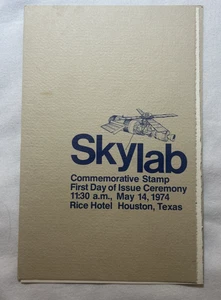 Skylab
Commemorative Stamp
First Day of Issue Ceremony
11:30 a.m., May 14, 1974
Rice Hotel Houston, Texas